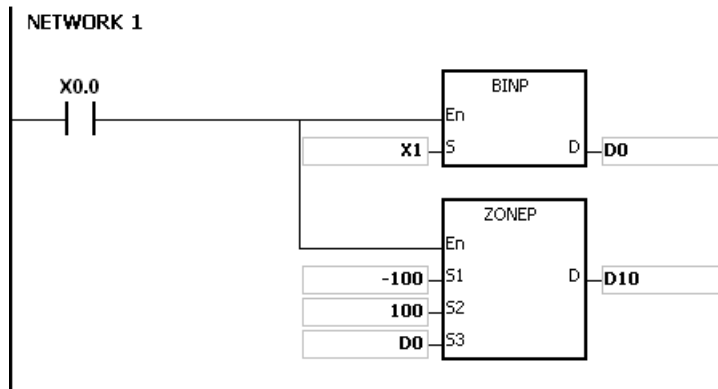 NETWORK 1
X0.0
BINP
En
X1 S D D0
ZONEP
En
-100 S1 D D10
100 S2
D0 S3